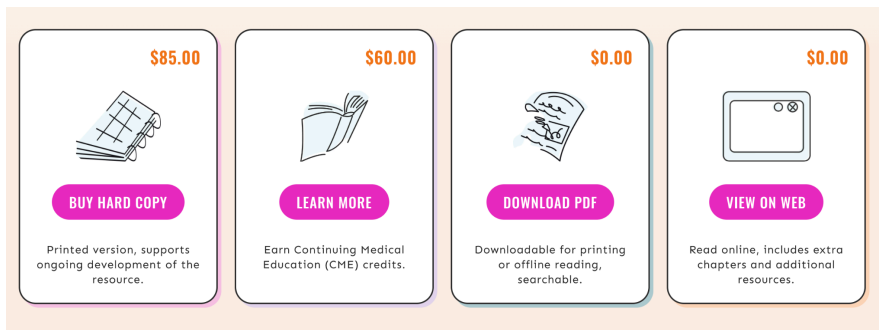 $85.00
BUY HARD COPY
Printed version, supports
ongoing development of the
resource.
$60.00
LEARN MORE
Earn Continuing Medical
Education (CME) credits.
$0.00
DOWNLOAD PDF
Downloadable for printing
or offline reading,
searchable.
$0.00
VIEW ON WEB
Read online, includes extra
chapters and additional
resources.